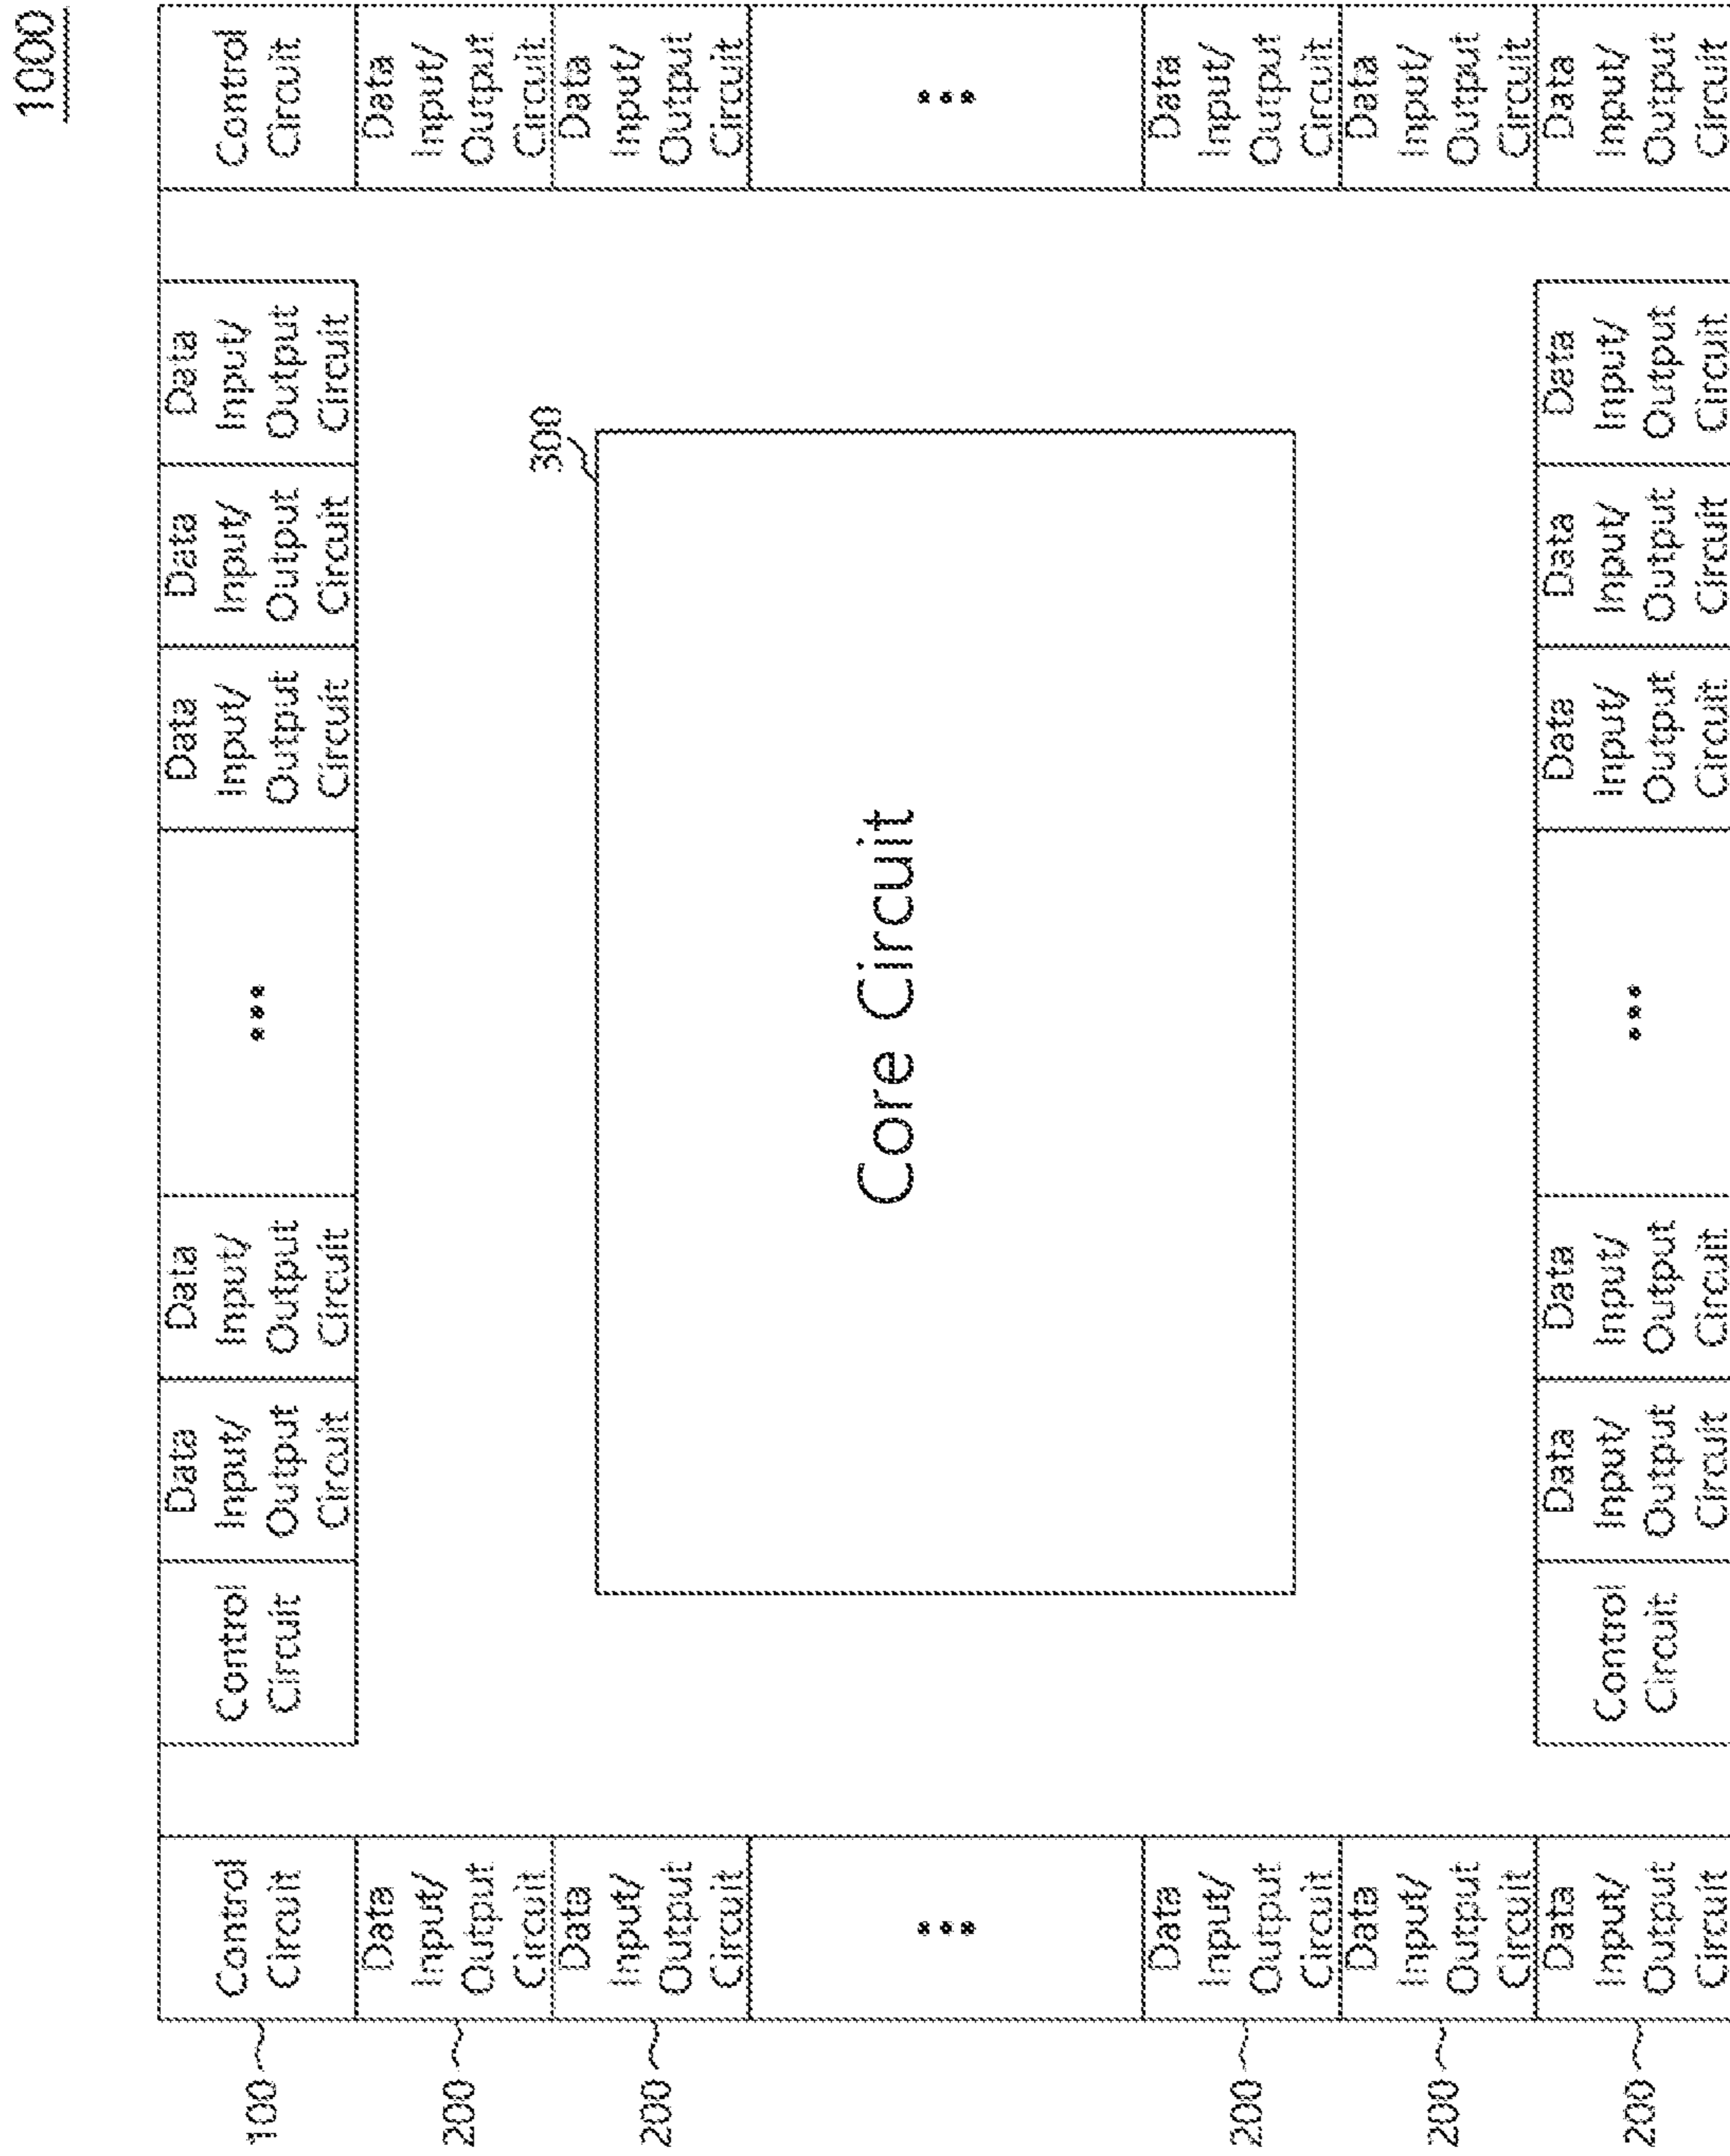 1000
100
Control
Circuit
Control
Circuit
Data
Input/
Output
Circuit
Data
Input/
Output
Circuit
•••
Data
Input/
Output
Circuit
Data
Input/
Output
Circuit
Data
Input/
Output
Circuit
Control
Circuit
200
Data
Input/
Output
Circuit
Data
Input/
Output
Circuit
200
Data
Input/
Output
Circuit
300
Data
Input/
Output
Circuit
•••
Core Circuit
•••
200
Data
Input/
Output
Circuit
Data
Input/
Output
Circuit
200
Data
Input/
Output
Circuit
Data
Input/
Output
Circuit
200
Data
Input/
Output
Circuit
Control
Circuit
Data
Input/
Output
Circuit
Data
Input/
Output
Circuit
•••
Data
Input/
Output
Circuit
Data
Input/
Output
Circuit
Data
Input/
Output
Circuit
Data
Input/
Output
Circuit